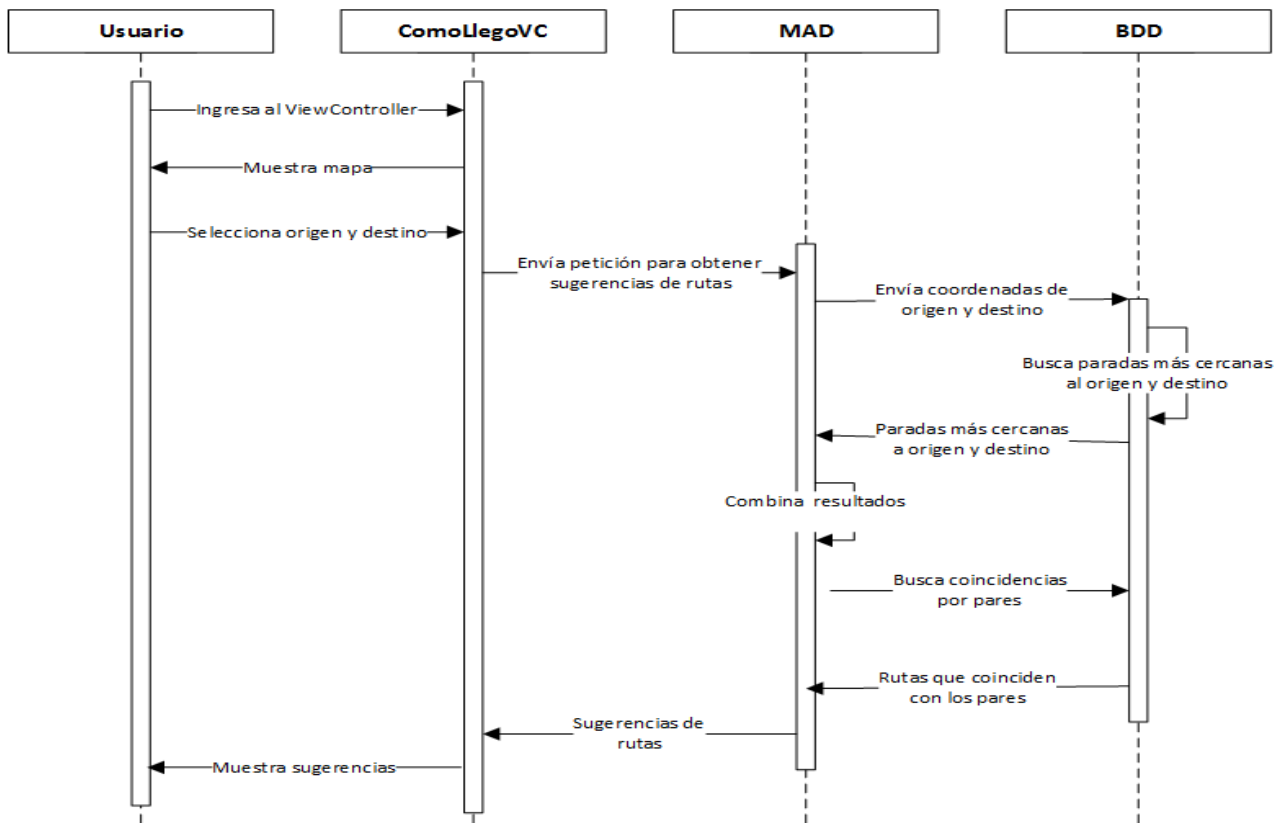 Usuario
ComoLlegoVC
MAD
BDD
Ingresa al ViewController
Muestra mapa
Selecciona origen y destino
Envía petición para obtener
sugerencias de rutas
Envía coordenadas de
origen y destino
Busca paradas más cercanas
al origen y destino
Paradas más cercanas
a origen y destino
Combina resultados
Busca coincidencias
por pares
Rutas que coinciden
con los pares
Sugerencias de
rutas
Muestra sugerencias